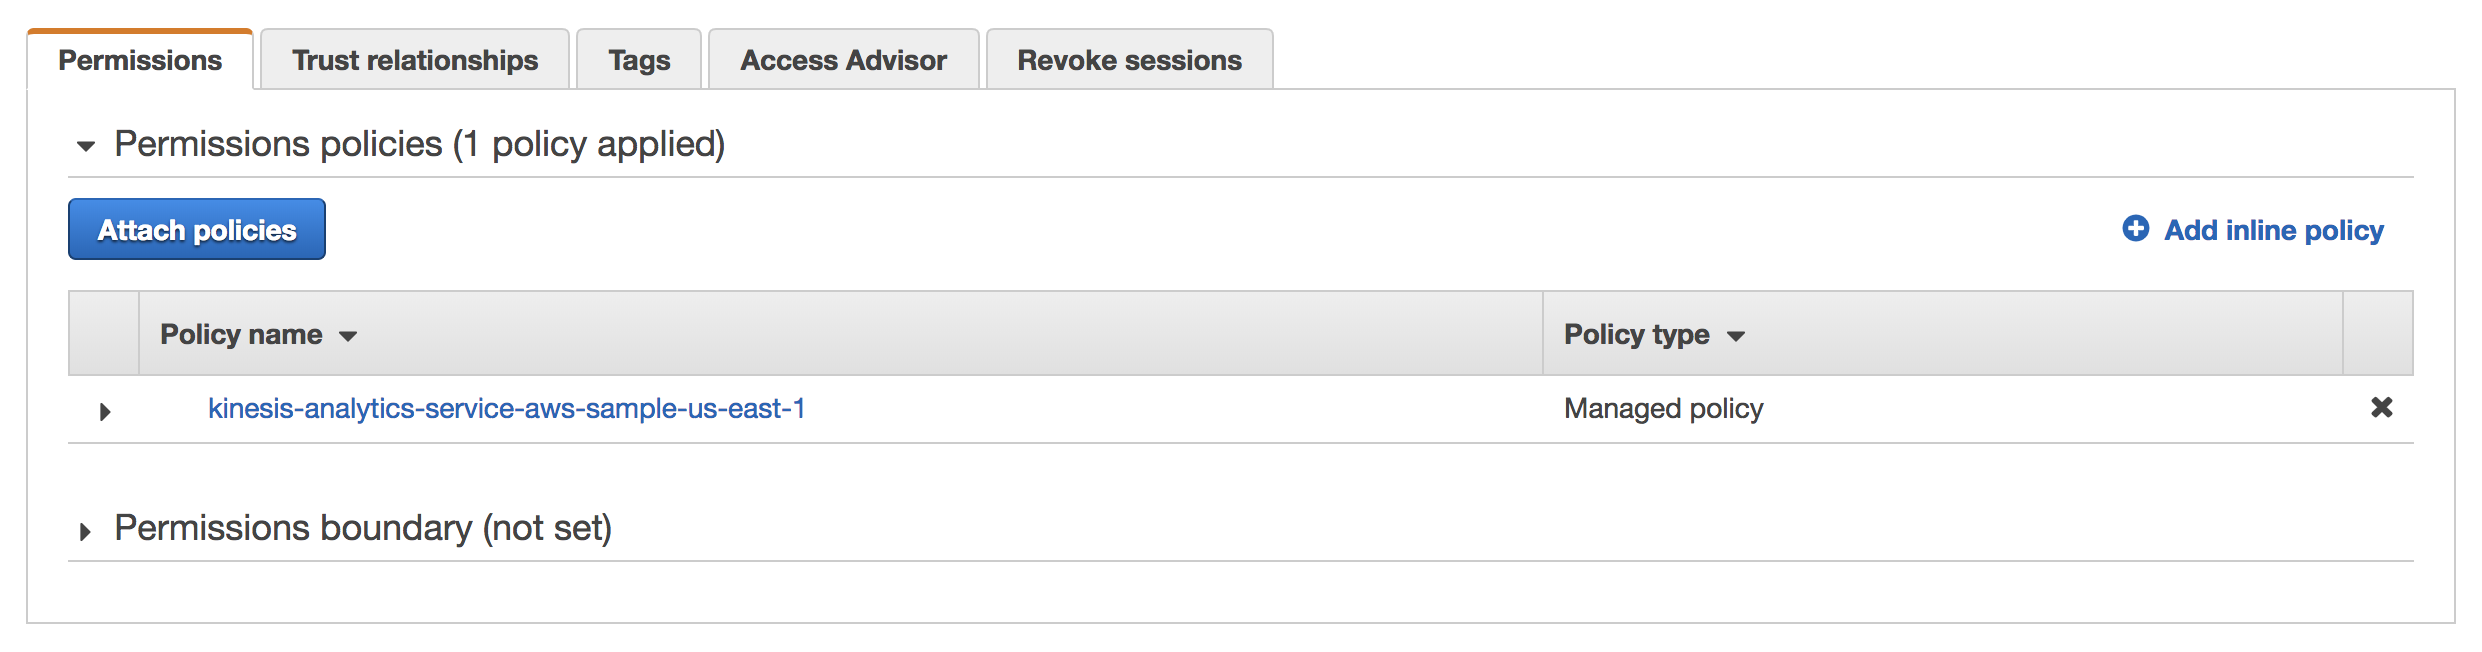 Permissions Trust relationships Tags Access Advisor Revoke sessions
Permissions policies (1 policy applied)
Attach policies Add inline policy
Policy name Policy type
kinesis-analytics-service-aws-sample-us-east-1 Managed policy
Permissions boundary (not set)